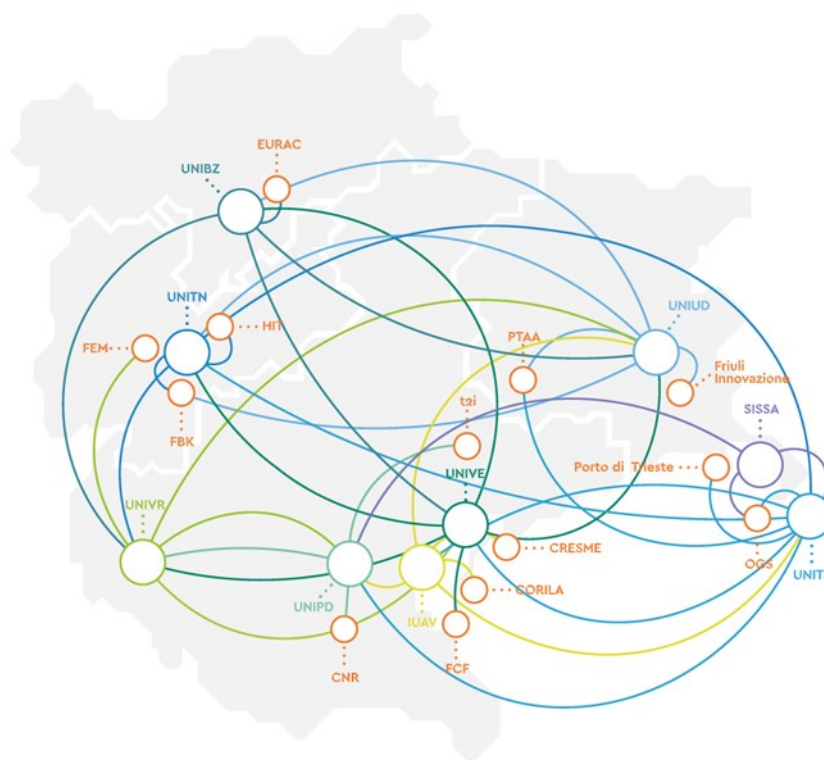 EURAC
UNIBZ
UNITN
HIT
FEM
FBK
PTAA
UNIUD
Friuli
Innovazione
t2i
SISSA
UNIVE
Porto di Trieste
UNIVR
CRESME
OGS
UNIT
UNIPD
CORILA
IUAV
FCF
CNR